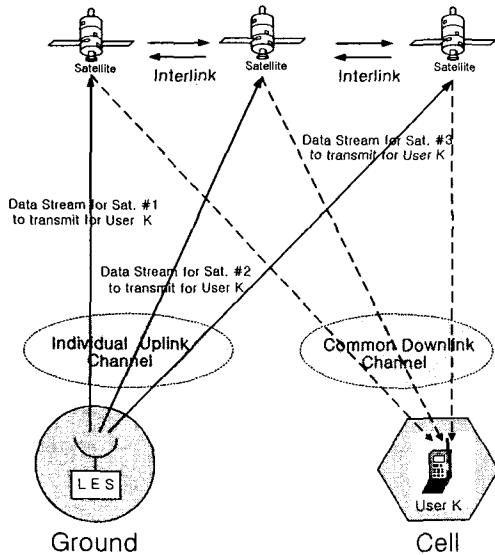 Satellite
Satellite
Satellite
Interlink
Interlink
Data Stream for Sat. #3
to transmit for User K
Data Stream for Sat. #1
to transmit for User K
Data Stream for Sat. #2
to transmit for User K
Individual Uplink
Channel
Common Downlink
Channel
LES
User K
Ground
Cell